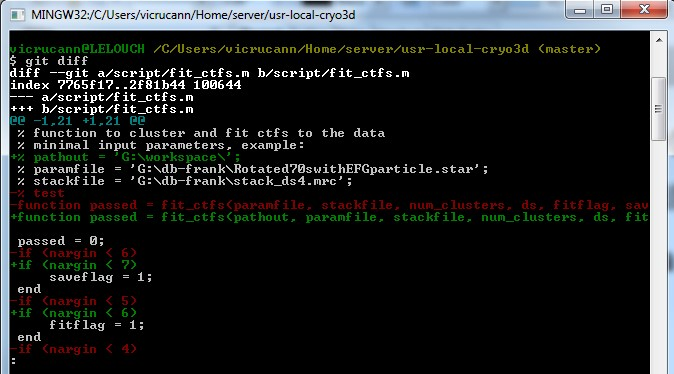 MINGW32:/C/Users/vicrucann/Home/server/usr-local-cryo3d
vicrucann@LELOUCH /C/Users/vicrucann/Home/server/usr-local-cryo3d (master)
$ git diff
diff --git a/script/fit_ctfs.m b/script/fit_ctfs.m
index 7765f17..2f81b44 100644
--- a/script/fit_ctfs.m
+++ b/script/fit_ctfs.m
@@ -1,21 +1,21 @@
 % function to cluster and fit ctfs to the data
 % minimal input parameters, example:
+% pathout = 'G:\workspace\';
 % paramfile = 'G:\db-frank\Rotated70swithEFGparticle.star';
 % stackfile = 'G:\db-frank\stack_ds4.mrc';
-% test
-function passed = fit_ctfs(paramfile, stackfile, num_clusters, ds, fitflag, sav
+function passed = fit_ctfs(pathout, paramfile, stackfile, num_clusters, ds, fit
 passed = 0;
-if (nargin < 6)
+if (nargin < 7)
     saveflag = 1;
 end
-if (nargin < 5)
+if (nargin < 6)
     fitflag = 1;
 end
-if (nargin < 4)
: